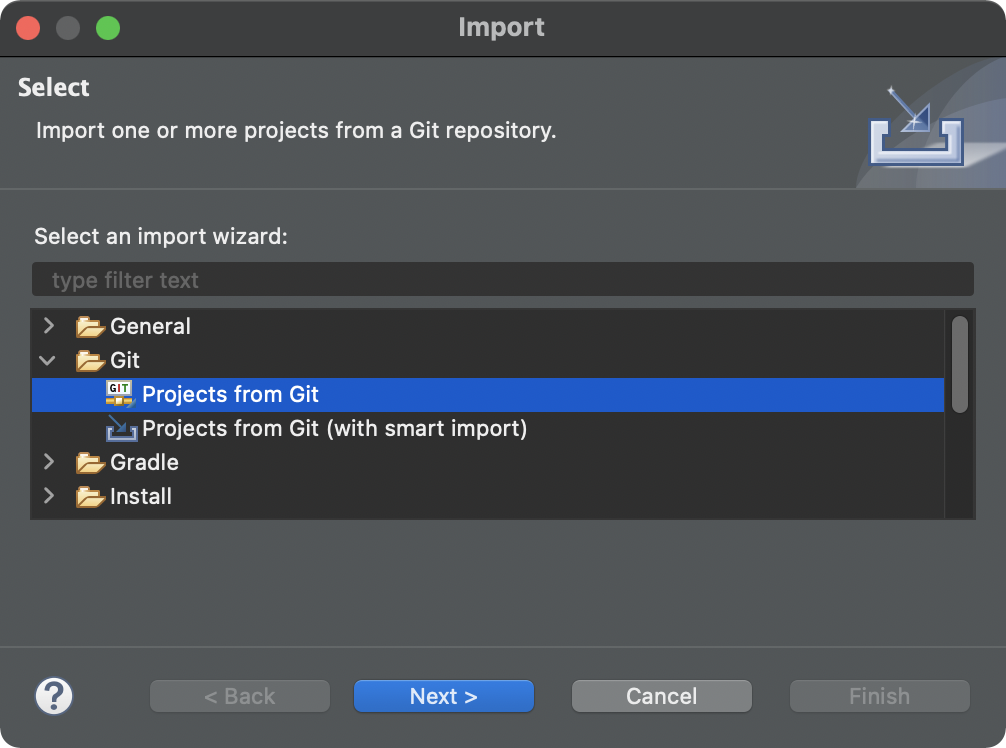 Import
Select
Import one or more projects from a Git repository.
Select an import wizard:
type filter text
General
Git
GIT Projects from Git
Projects from Git (with smart import)
Gradle
Install
? < Back Next > Cancel Finish